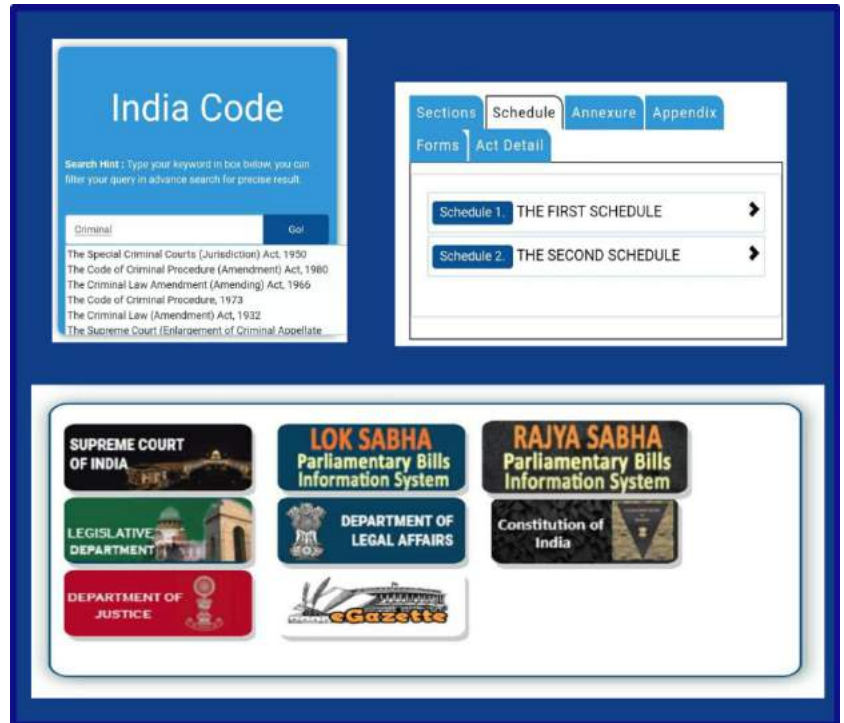 India Code
Search Hint : Type your keyword in box below, you can
filter your query in advance search for precise result.
Criminal Go!
The Special Criminal Courts (Jurisdiction) Act, 1950
The Code of Criminal Procedure (Amendment) Act, 1980
The Criminal Law Amendment (Amending) Act, 1966
The Code of Criminal Procedure, 1973
The Criminal Law (Amendment) Act, 1932
The Supreme Court (Enlargement of Criminal Appellate
Sections Schedule Annexure Appendix
Forms Act Detail
Schedule 1. THE FIRST SCHEDULE
Schedule 2. THE SECOND SCHEDULE
SUPREME COURT
OF INDIA
LOK SABHA
Parliamentary Bills
Information System
RAJYA SABHA
Parliamentary Bills
Information System
LEGISLATIVE
DEPARTMENT
DEPARTMENT OF
LEGAL AFFAIRS
Constitution of
India
DEPARTMENT OF
JUSTICE
eGazette